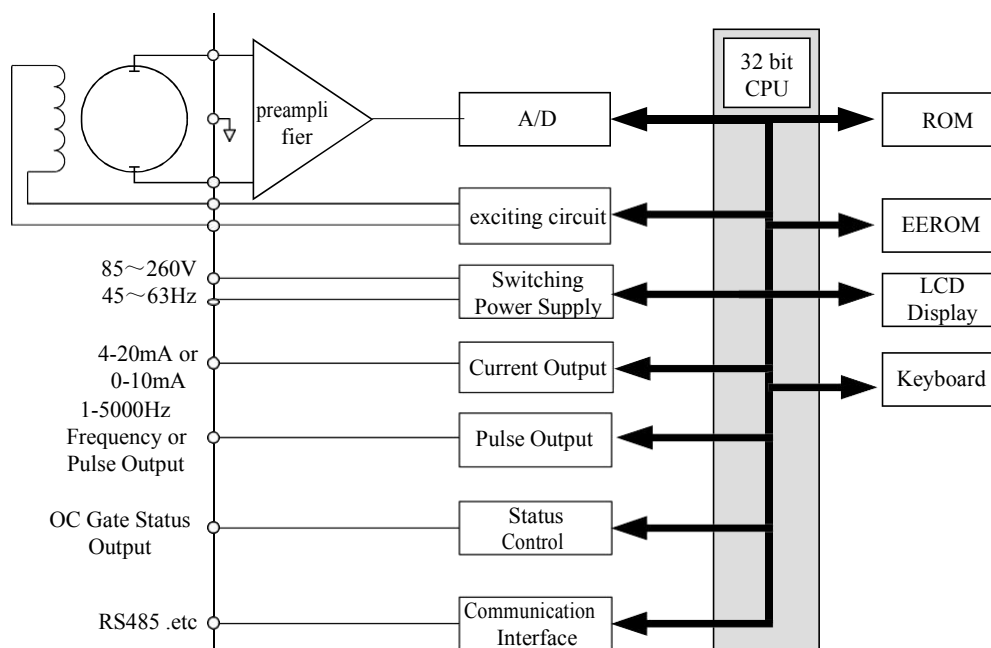 32 bit
CPU
preampli
fier
A/D
ROM
exciting circuit
EEROM
85～260V
45～63Hz
Switching
Power Supply
LCD
Display
4-20mA or
0-10mA
Current Output
Keyboard
1-5000Hz
Frequency or
Pulse Output
Pulse Output
OC Gate Status
Output
Status
Control
RS485 .etc
Communication
Interface